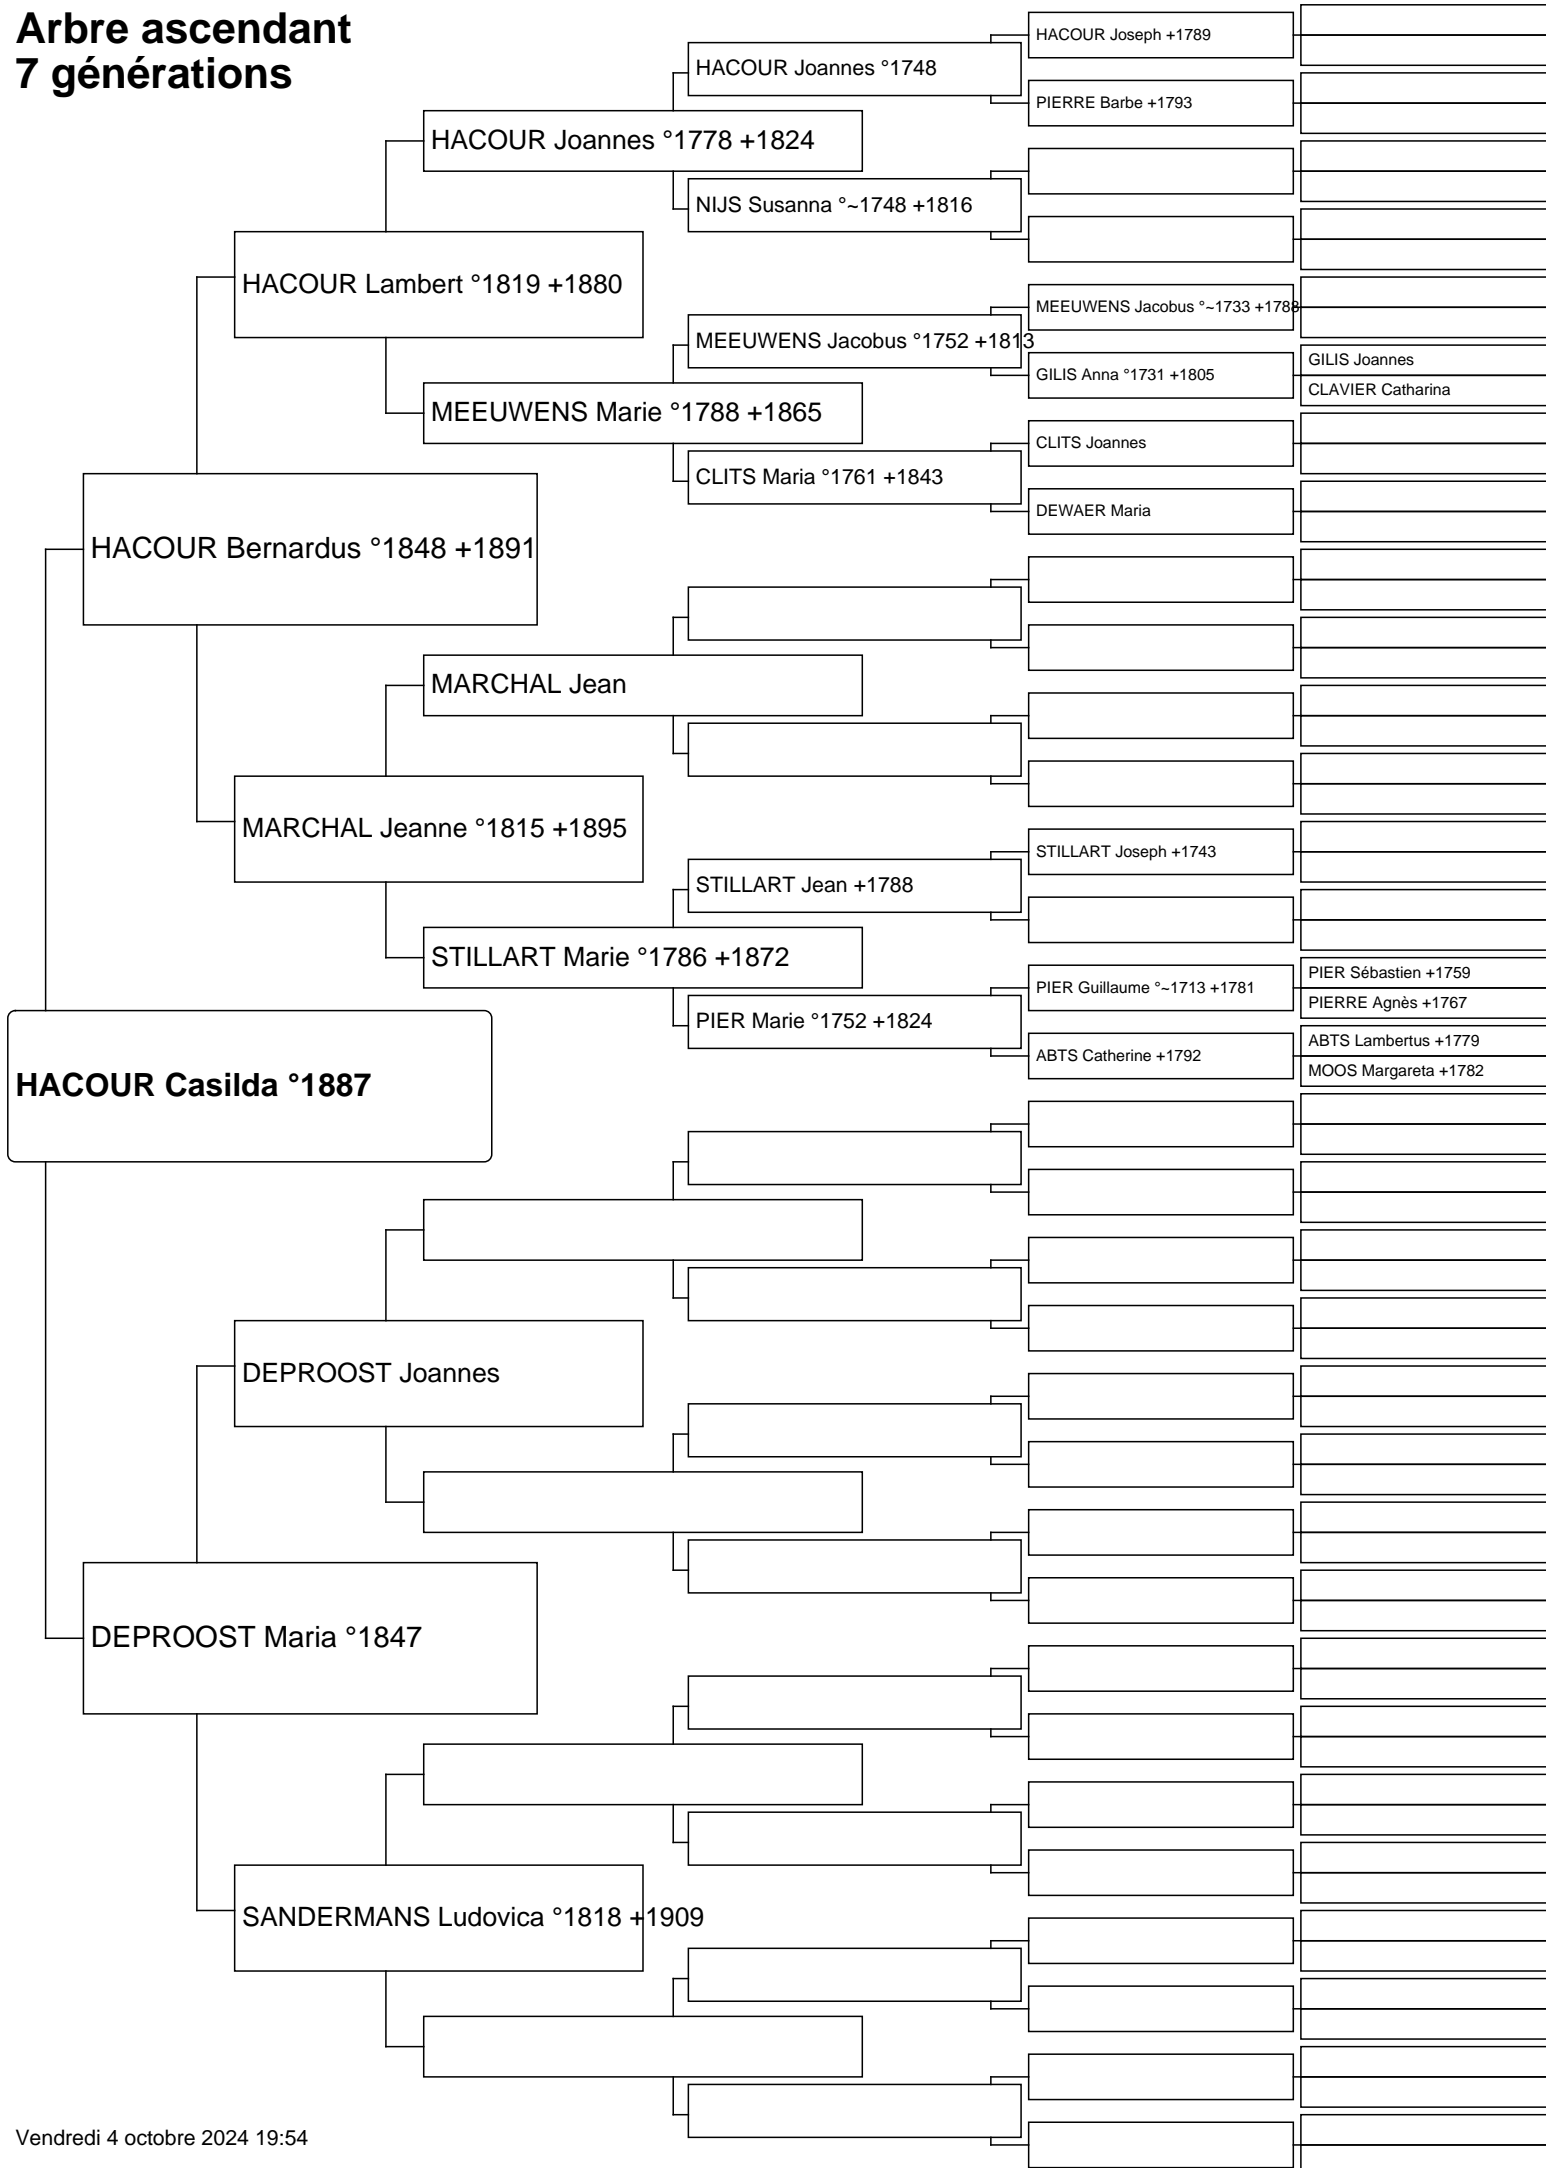 Arbre ascendant
7 générations
HACOUR Joseph +1789
HACOUR Joannes °1748
PIERRE Barbe +1793
HACOUR Joannes °1778 +1824
NIJS Susanna °~1748 +1816
HACOUR Lambert °1819 +1880
MEEUWENS Jacobus °~1733 +1788
MEEUWENS Jacobus °1752 +1813
GILIS Joannes
GILIS Anna °1731 +1805
CLAVIER Catharina
MEEUWENS Marie °1788 +1865
CLITS Joannes
CLITS Maria °1761 +1843
DEWAER Maria
HACOUR Bernardus °1848 +1891
MARCHAL Jean
MARCHAL Jeanne °1815 +1895
STILLART Joseph +1743
STILLART Jean +1788
STILLART Marie °1786 +1872
PIER Sébastien +1759
PIER Guillaume °~1713 +1781
PIERRE Agnès +1767
PIER Marie °1752 +1824
ABTS Lambertus +1779
ABTS Catherine +1792
MOOS Margareta +1782
HACOUR Casilda °1887
DEPROOST Joannes
DEPROOST Maria °1847
SANDERMANS Ludovica °1818 +1909
Vendredi 4 octobre 2024 19:54